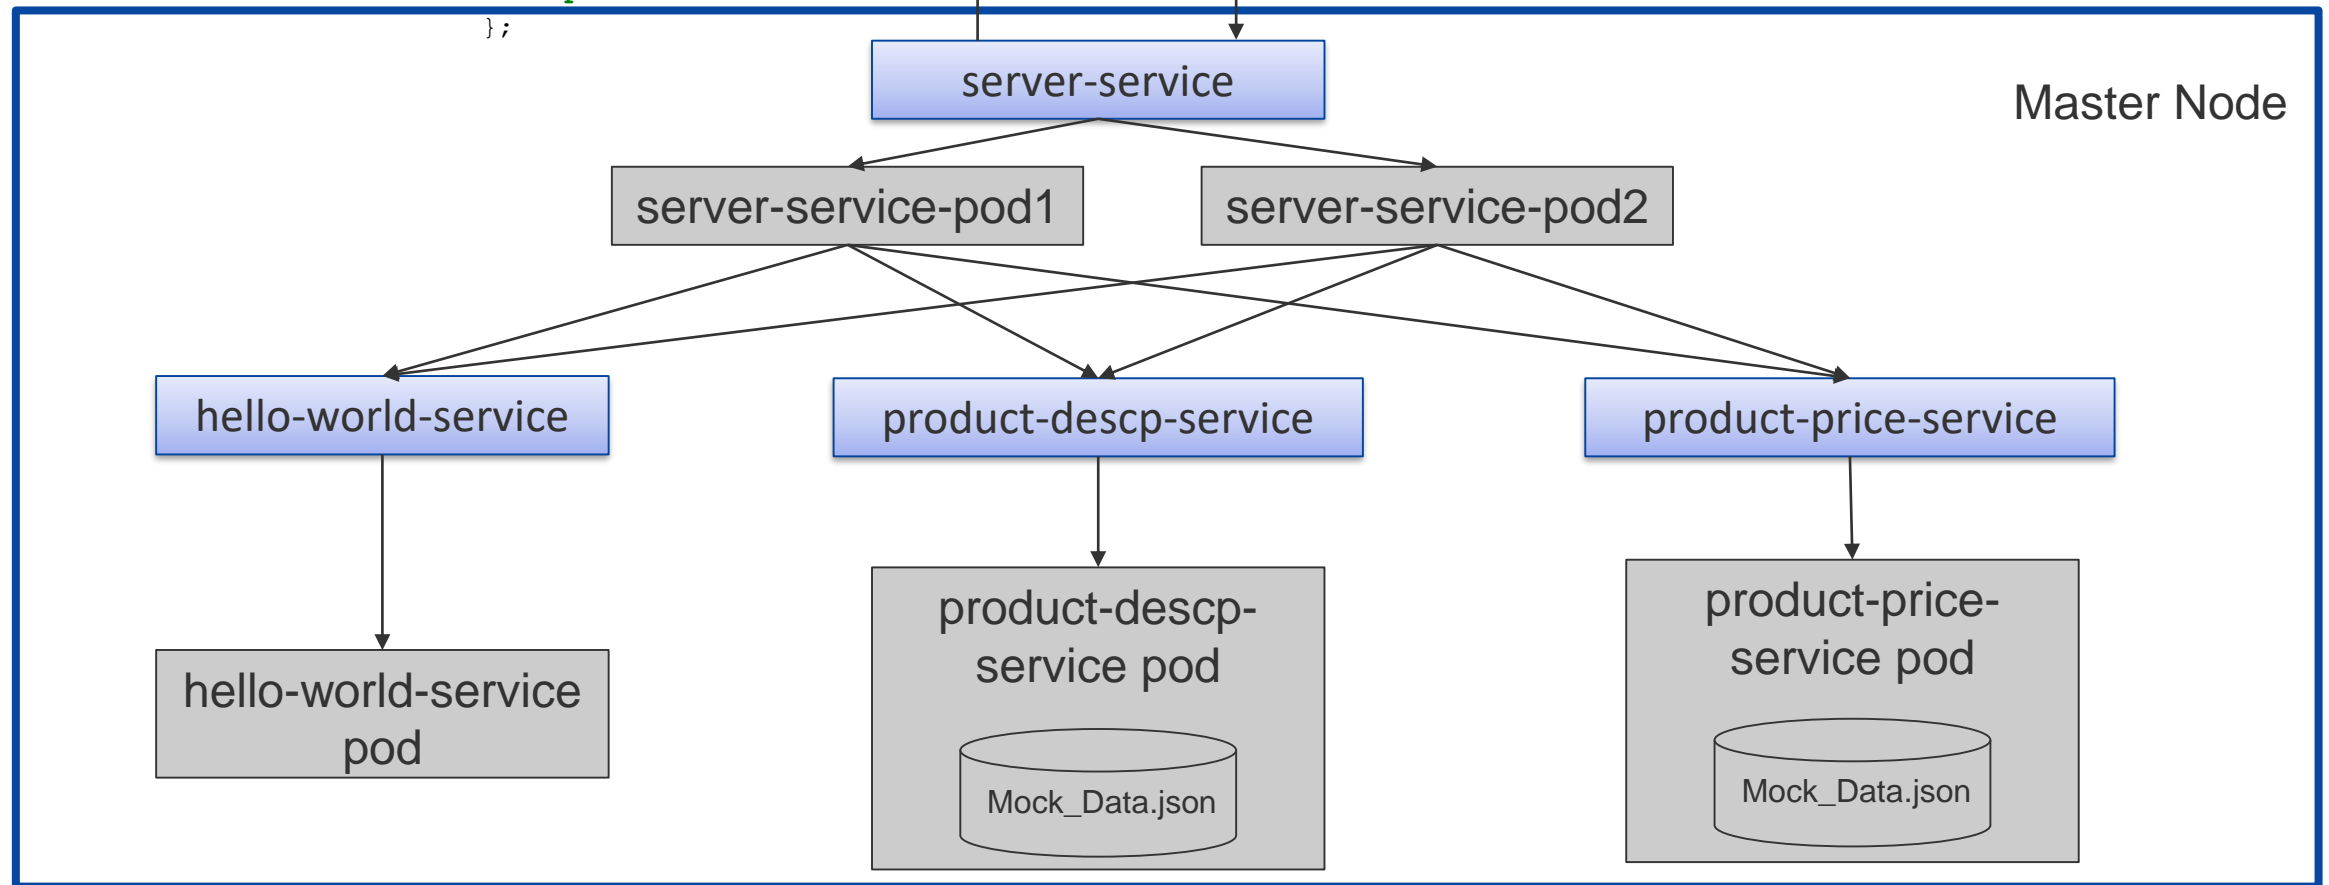 };
server-service
Master Node
server-service-pod1
server-service-pod2
hello-world-service
product-descp-service
product-price-service
hello-world-service
pod
product-descp-
service pod
Mock_Data.json
product-price-
service pod
Mock_Data.json